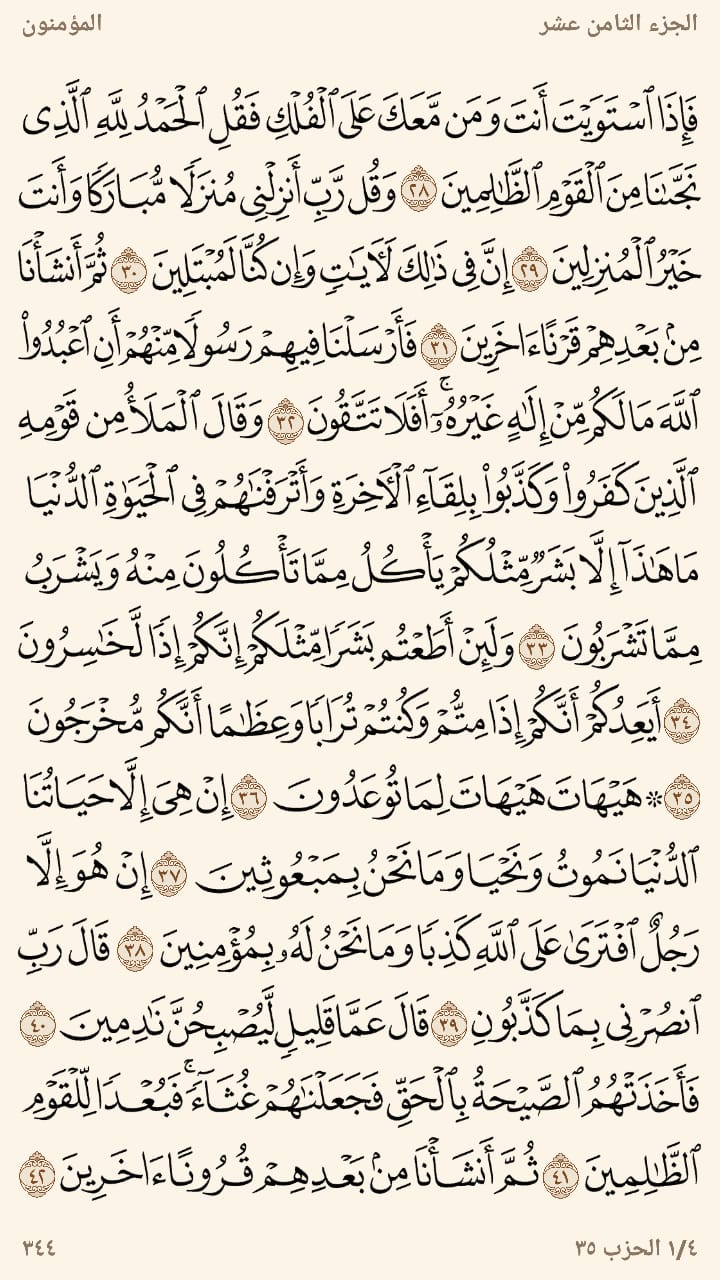 الجزء الثامن عشر
المؤمنون
فَإِذَا ٱسۡتَوَيۡتَ أَنتَ وَمَن مَّعَكَ عَلَى ٱلۡفُلۡكِ فَقُلِ ٱلۡحَمۡدُ لِلَّهِ ٱلَّذِي
نَجَّىٰنَا مِنَ ٱلۡقَوۡمِ ٱلظَّٰلِمِينَ ٢٨ وَقُل رَّبِّ أَنزِلۡنِي مُنزَلٗا مُّبَارَكٗا وَأَنتَ
خَيۡرُ ٱلۡمُنزِلِينَ ٢٩ إِنَّ فِي ذَٰلِكَ لَأٓيَٰتٖ وَإِن كُنَّا لَمُبۡتَلِينَ ٣٠ ثُمَّ أَنشَأۡنَا
مِنۢ بَعۡدِهِمۡ قَرۡنًا ءَاخَرِينَ ٣١ فَأَرۡسَلۡنَا فِيهِمۡ رَسُولٗا مِّنۡهُمۡ أَنِ ٱعۡبُدُواْ
ٱللَّهَ مَا لَكُم مِّنۡ إِلَٰهٍ غَيۡرُهُۥٓۚ أَفَلَا تَتَّقُونَ ٣٢ وَقَالَ ٱلۡمَلَأُ مِن قَوۡمِهِ
ٱلَّذِينَ كَفَرُواْ وَكَذَّبُواْ بِلِقَآءِ ٱلۡأٓخِرَةِ وَأَتۡرَفۡنَٰهُمۡ فِي ٱلۡحَيَوٰةِ ٱلدُّنۡيَا
مَا هَٰذَآ إِلَّا بَشَرٞ مِّثۡلُكُمۡ يَأۡكُلُ مِمَّا تَأۡكُلُونَ مِنۡهُ وَيَشۡرَبُ
مِمَّا تَشۡرَبُونَ ٣٣ وَلَئِنۡ أَطَعۡتُم بَشَرٗا مِّثۡلَكُمۡ إِنَّكُمۡ إِذٗا لَّخَٰسِرُونَ
٣٤ أَيَعِدُكُمۡ أَنَّكُمۡ إِذَا مِتُّمۡ وَكُنتُمۡ تُرَابٗا وَعِظَٰمًا أَنَّكُم مُّخۡرَجُونَ
٣٥ ۞ هَيۡهَاتَ هَيۡهَاتَ لِمَا تُوعَدُونَ ٣٦ إِنۡ هِيَ إِلَّا حَيَاتُنَا
ٱلدُّنۡيَا نَمُوتُ وَنَحۡيَا وَمَا نَحۡنُ بِمَبۡعُوثِينَ ٣٧ إِنۡ هُوَ إِلَّا
رَجُلٌ ٱفۡتَرَىٰ عَلَى ٱللَّهِ كَذِبٗا وَمَا نَحۡنُ لَهُۥ بِمُؤۡمِنِينَ ٣٨ قَالَ رَبِّ
ٱنصُرۡنِي بِمَا كَذَّبُونِ ٣٩ قَالَ عَمَّا قَلِيلٖ لَّيُصۡبِحُنَّ نَٰدِمِينَ ٤٠
فَأَخَذَتۡهُمُ ٱلصَّيۡحَةُ بِٱلۡحَقِّ فَجَعَلۡنَٰهُمۡ غُثَآءٗۚ فَبُعۡدٗا لِّلۡقَوۡمِ
ٱلظَّٰلِمِينَ ٤١ ثُمَّ أَنشَأۡنَا مِنۢ بَعۡدِهِمۡ قُرُونًا ءَاخَرِينَ ٤٢
١/٤ الحزب ٣٥
٣٤٤